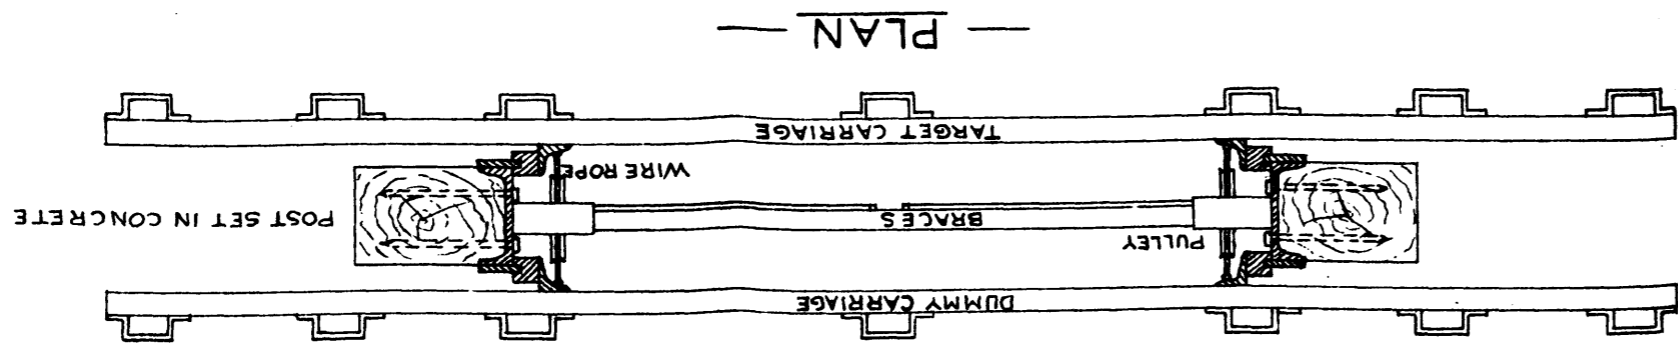 DUMMY CARRIAGE
PULLEY
BRACES
POST SET IN CONCRETE
WIRE ROPE
TARGET CARRIAGE
— PLAN —